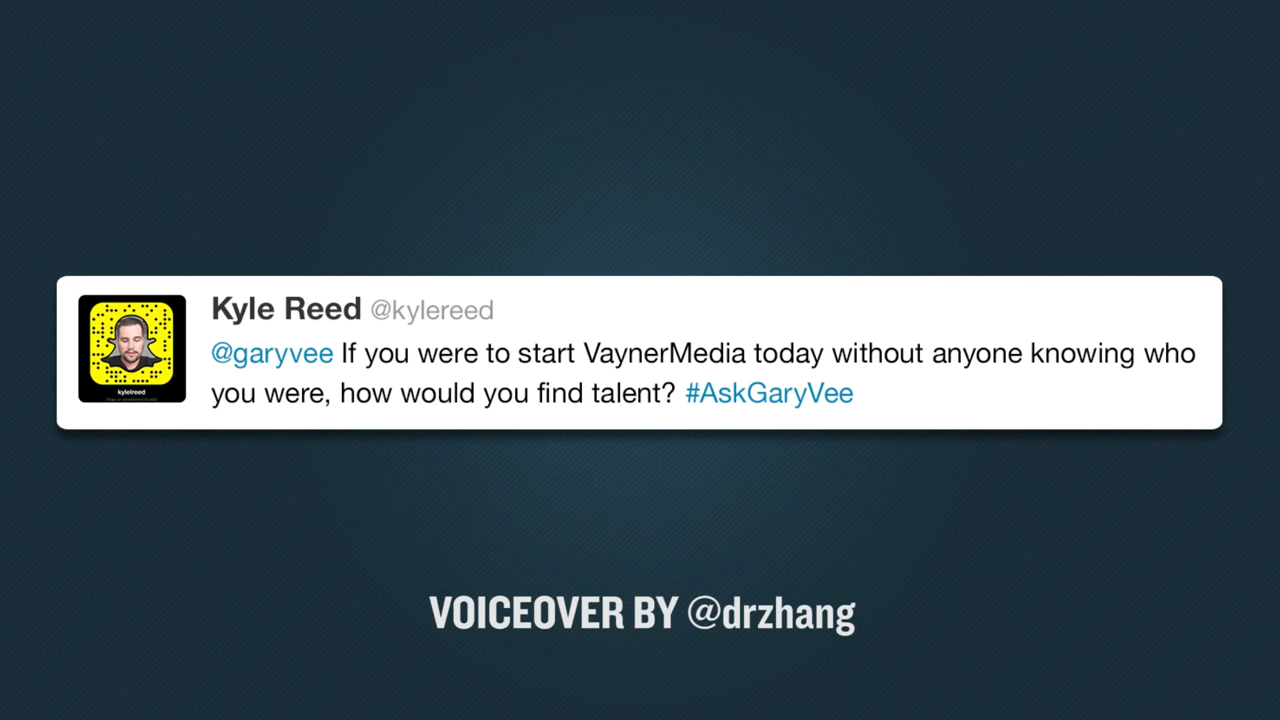 Kyle Reed @kylereed
@garyvee If you were to start VaynerMedia today without anyone knowing who
you were, how would you find talent? #AskGaryVee
kylelreed
VOICEOVER BY @drzhang